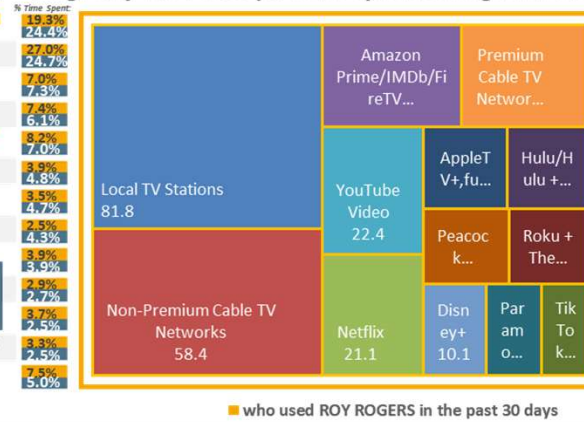 % Time Spent:
19.3%
24.4%
27.0%
24.7%
7.0%
7.3%
7.4%
6.1%
8.2%
7.0%
3.9%
4.8%
3.5%
4.7%
2.5%
4.3%
3.9%
3.9%
2.9%
2.7%
3.7%
2.5%
3.3%
2.5%
7.5%
5.0%
Local TV Stations
81.8
Non-Premium Cable TV
Networks
58.4
Amazon
Prime/IMDb/Fi
reTV...
Premium
Cable TV
Networ...
YouTube
Video
22.4
AppleT
V+,fu...
Hulu/H
ulu +...
Peacoc
k...
Roku +
The...
Netflix
21.1
Disn
ey+
10.1
Par
am
o...
Tik
To
k...
who used ROY ROGERS in the past 30 days